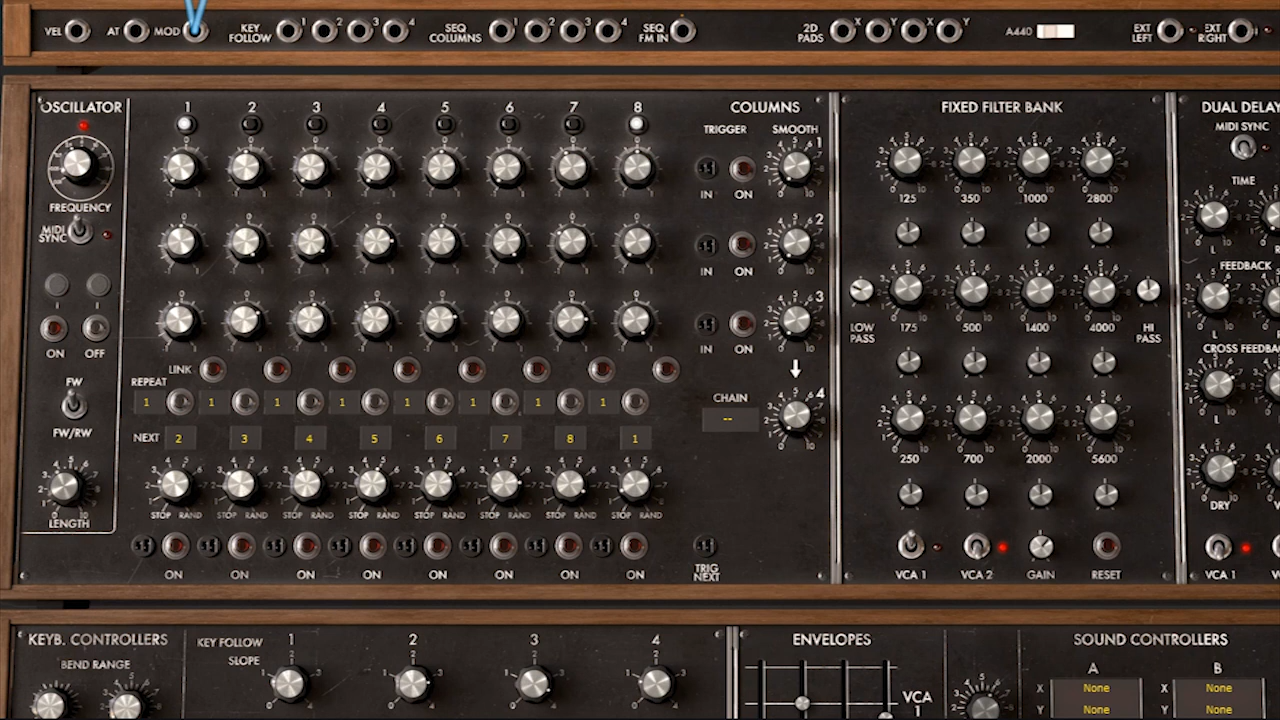 VEL AT MOD KEY FOLLOW 1 2 3 4 SEQ COLUMNS 1 2 3 4 SEQ FM IN 2D PADS X Y X Y A440 EXT LEFT EXT RIGHT
OSCILLATOR 1 2 3 4 5 6 7 8 COLUMNS FIXED FILTER BANK DUAL DELAY
TRIGGER SMOOTH MIDI SYNC
1
IN ON
FREQUENCY
125 350 1000 2800
TIME
MIDI SYNC
2
IN ON
L
FEEDBACK
3
IN ON
175 500 1400 4000
LOW PASS HI PASS
L
ON OFF
CROSS FEEDBA
LINK
FW
REPEAT
1 1 1 1 1 1 1 1
CHAIN
--
4
L
FW/RW
NEXT 2 3 4 5 6 7 8 1
250 700 2000 5600
LENGTH
STOP RAND STOP RAND STOP RAND STOP RAND STOP RAND STOP RAND STOP RAND STOP RAND
DRY
ON ON ON ON ON ON ON ON
TRIG NEXT
VCA 1 VCA 2 GAIN RESET VCA 1
KEYB. CONTROLLERS KEY FOLLOW 1 2 3 4 ENVELOPES SOUND CONTROLLERS
BEND RANGE SLOPE
A B
X None X None
VCA 1
Y None Y None